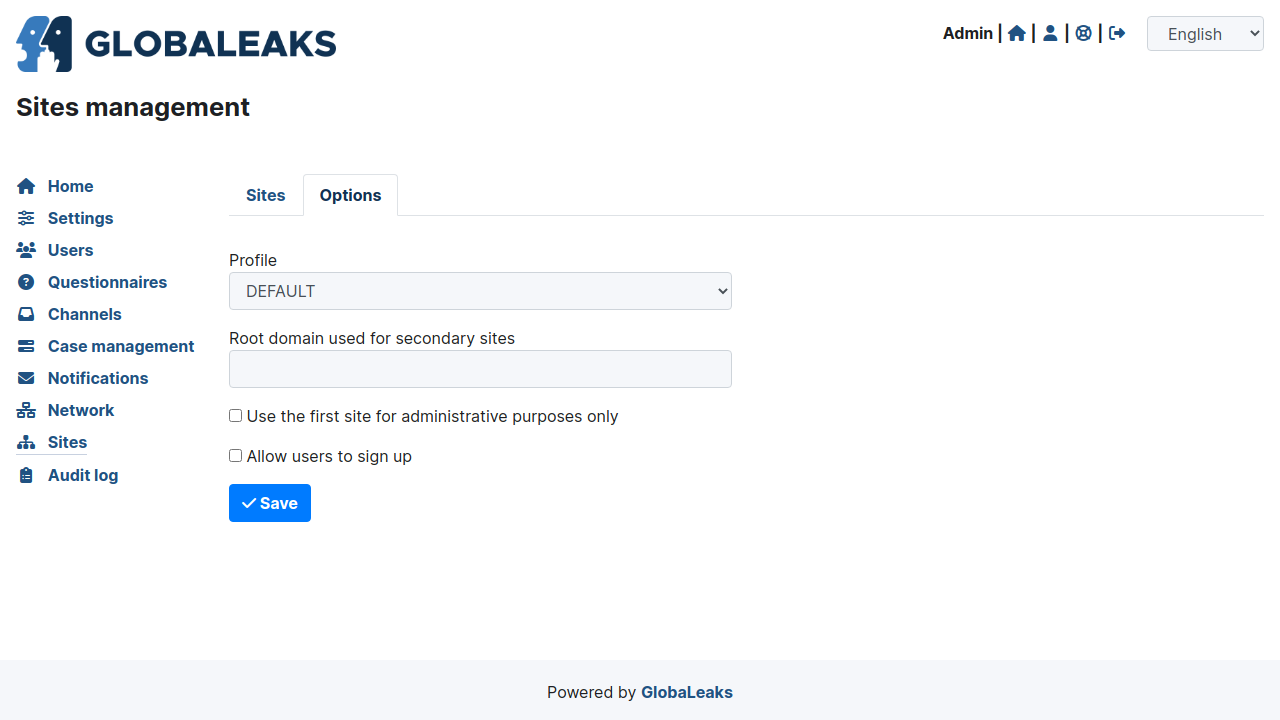 GLOBALEAKS
Admin | | | |
English
Sites management
Home
Settings
Users
Questionnaires
Channels
Case management
Notifications
Network
Sites
Audit log
Sites Options
Profile
DEFAULT
Root domain used for secondary sites
Use the first site for administrative purposes only
Allow users to sign up
Save
Powered by GlobaLeaks